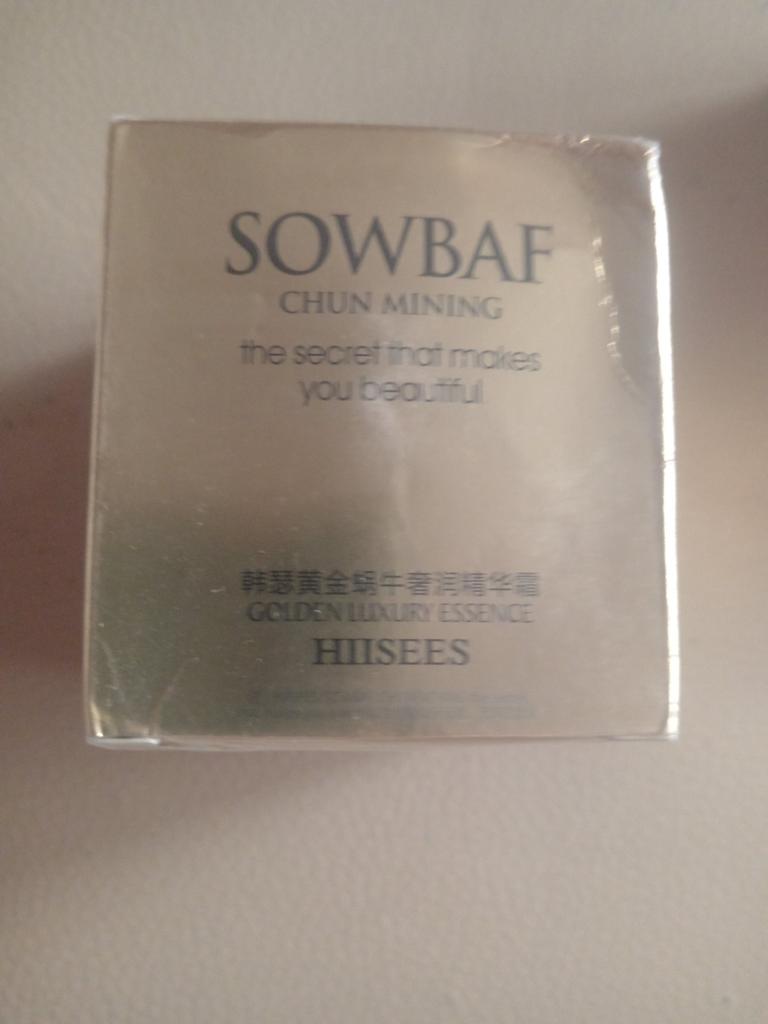 SOWBAF
CHUN MINING
the secret that makes
you beautiful
韩瑟黄金蜗牛奢润精华霜
GOLDEN LUXURY ESSENCE
HIISEES